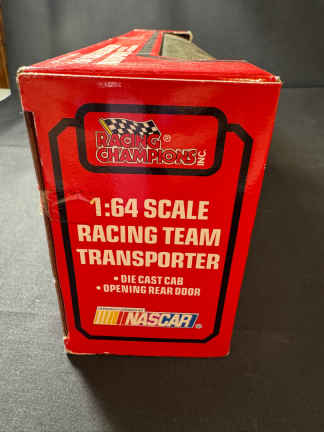 RACING
CHAMPIONS INC.
®
1:64 SCALE
RACING TEAM
TRANSPORTER
• DIE CAST CAB
• OPENING REAR DOOR
NASCAR®